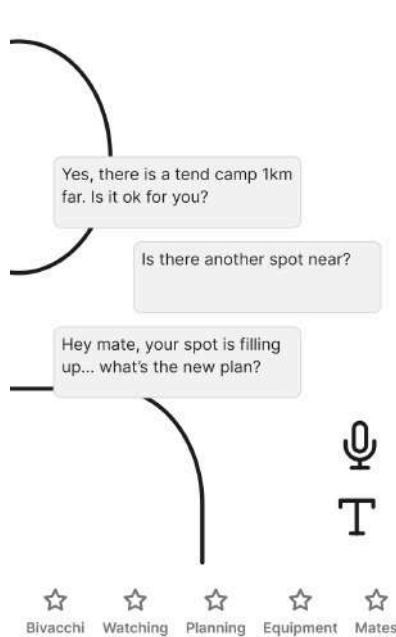 Yes, there is a tend camp 1km
far. Is it ok for you?
Is there another spot near?
Hey mate, your spot is filling
up... what's the new plan?
T
Bivacchi Watching Planning Equipment Mates